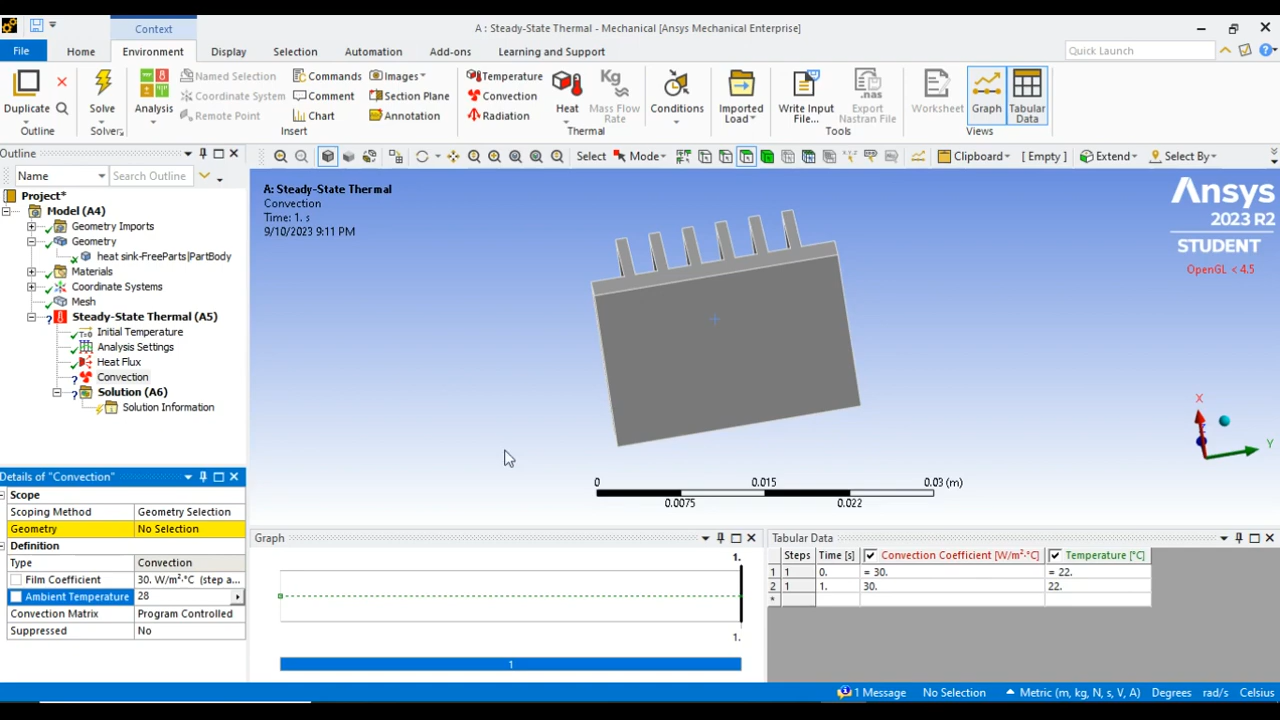 Context
A : Steady-State Thermal - Mechanical [Ansys Mechanical Enterprise]
File
Home
Environment
Display
Selection
Automation
Add-ons
Learning and Support
Quick Launch
Duplicate
Outline
Solve
Solver
Analysis
Named Selection
Coordinate System
Remote Point
Commands
Comment
Chart
Images
Section Plane
Annotation
Insert
Temperature
Convection
Radiation
Heat
Mass Flow
Rate
Thermal
Conditions
Imported
Load
Write Input
File...
Export
Nastran File
Tools
Worksheet
Graph
Tabular
Data
Views
Outline
Select
Mode
Clipboard
[ Empty ]
Extend
Select By
Name
Search Outline
Project*
Model (A4)
Geometry Imports
Geometry
heat sink-FreeParts|PartBody
Materials
Coordinate Systems
Mesh
Steady-State Thermal (A5)
Initial Temperature
Analysis Settings
Heat Flux
Convection
Solution (A6)
Solution Information
A: Steady-State Thermal
Convection
Time: 1. s
9/10/2023 9:11 PM
Ansys
2023 R2
STUDENT
OpenGL < 4.5
X
Y
0
0.0075
0.015
0.022
0.03 (m)
Details of "Convection"
Scope
Scoping Method Geometry Selection
Geometry No Selection
Definition
Type Convection
Film Coefficient 30. W/m²·°C (step a...
Ambient Temperature 28
Convection Matrix Program Controlled
Suppressed No
Graph
1.
1.
1
Tabular Data
Steps Time [s] Convection Coefficient [W/m²·°C] Temperature [°C]
1 1 0. = 30. = 22.
2 1 1. 30. 22.
*
1 Message
No Selection
Metric (m, kg, N, s, V, A)
Degrees
rad/s
Celsius